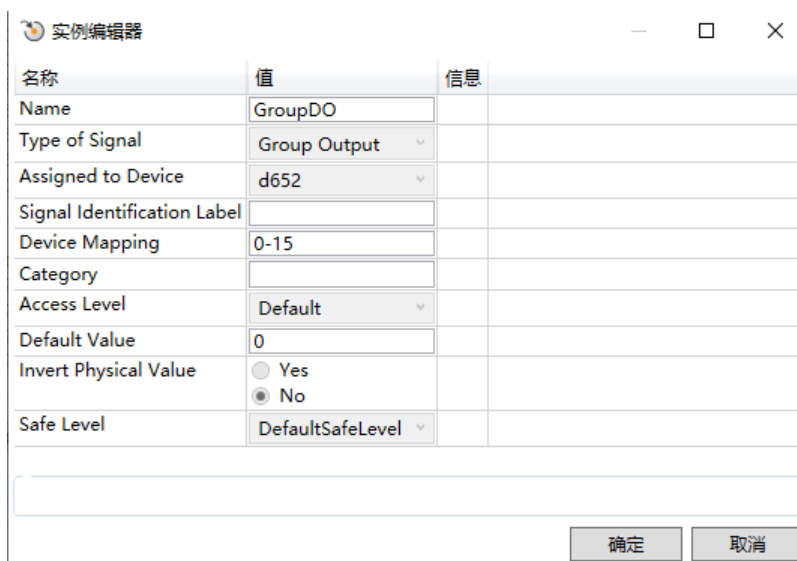 实例编辑器
名称 值 信息
Name GroupDO
Type of Signal Group Output
Assigned to Device d652
Signal Identification Label
Device Mapping 0-15
Category
Access Level Default
Default Value 0
Invert Physical Value Yes
No
Safe Level DefaultSafeLevel
确定 取消